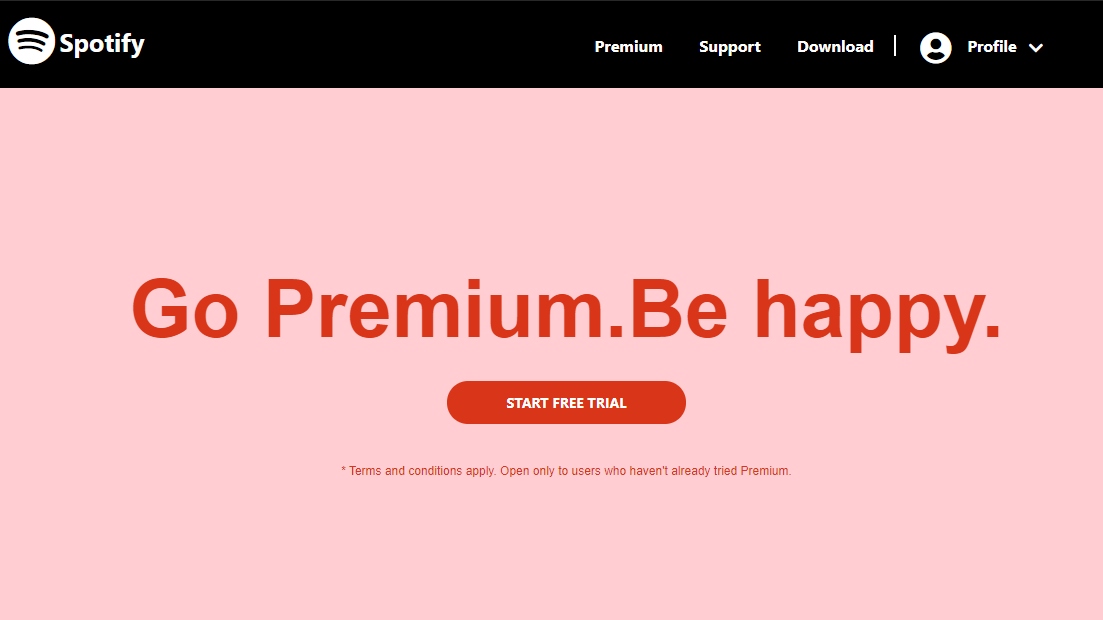 Spotify
Premium Support Download Profile
Go Premium.Be happy.
START FREE TRIAL
* Terms and conditions apply. Open only to users who haven't already tried Premium.